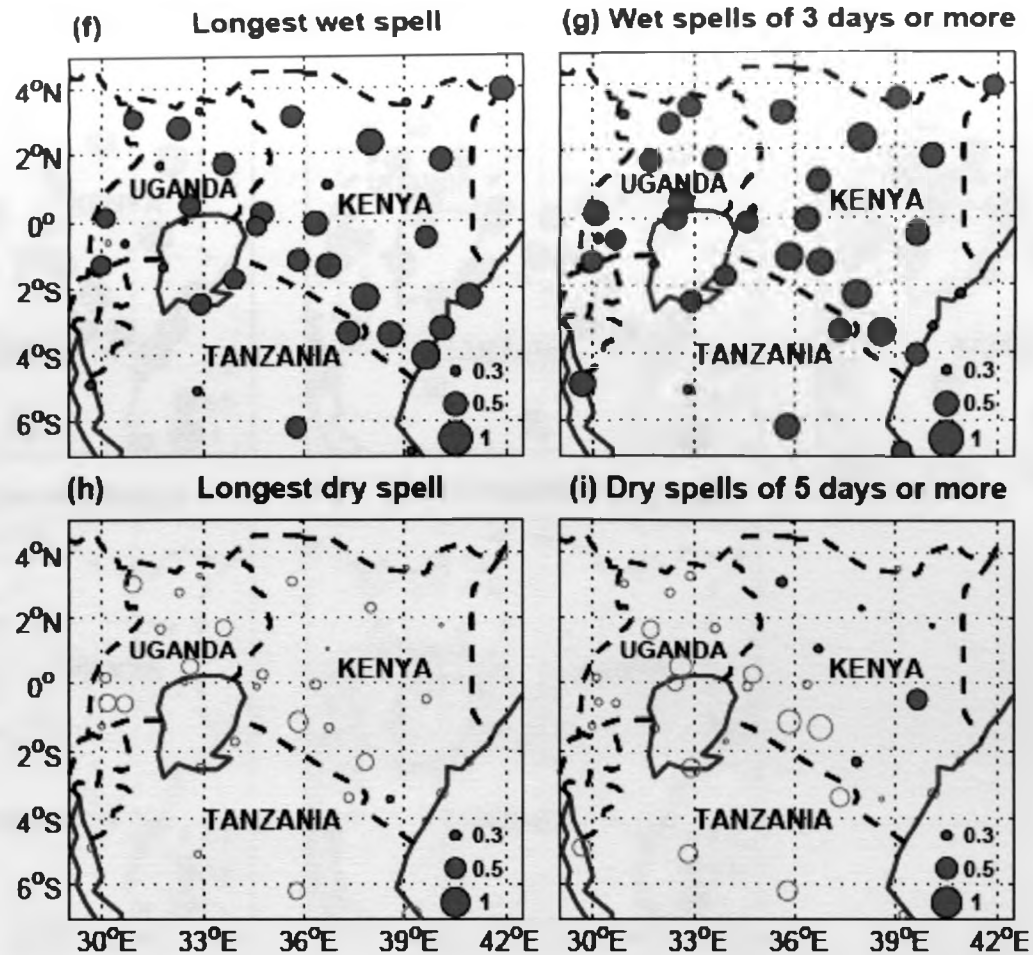 (f) Longest wet spell
(g) Wet spells of 3 days or more
4°N
2°N
0°
2°S
4°S
6°S
UGANDA
KENYA
TANZANIA
0.3
0.5
1
UGANDA
KENYA
TANZANIA
0.3
0.5
1
(h) Longest dry spell
(i) Dry spells of 5 days or more
4°N
2°N
0°
2°S
4°S
6°S
UGANDA
KENYA
TANZANIA
0.3
0.5
1
UGANDA
KENYA
TANZANIA
0.3
0.5
1
30°E 33°E 36°E 39°E 42°E
30°E 33°E 36°E 39°E 42°E